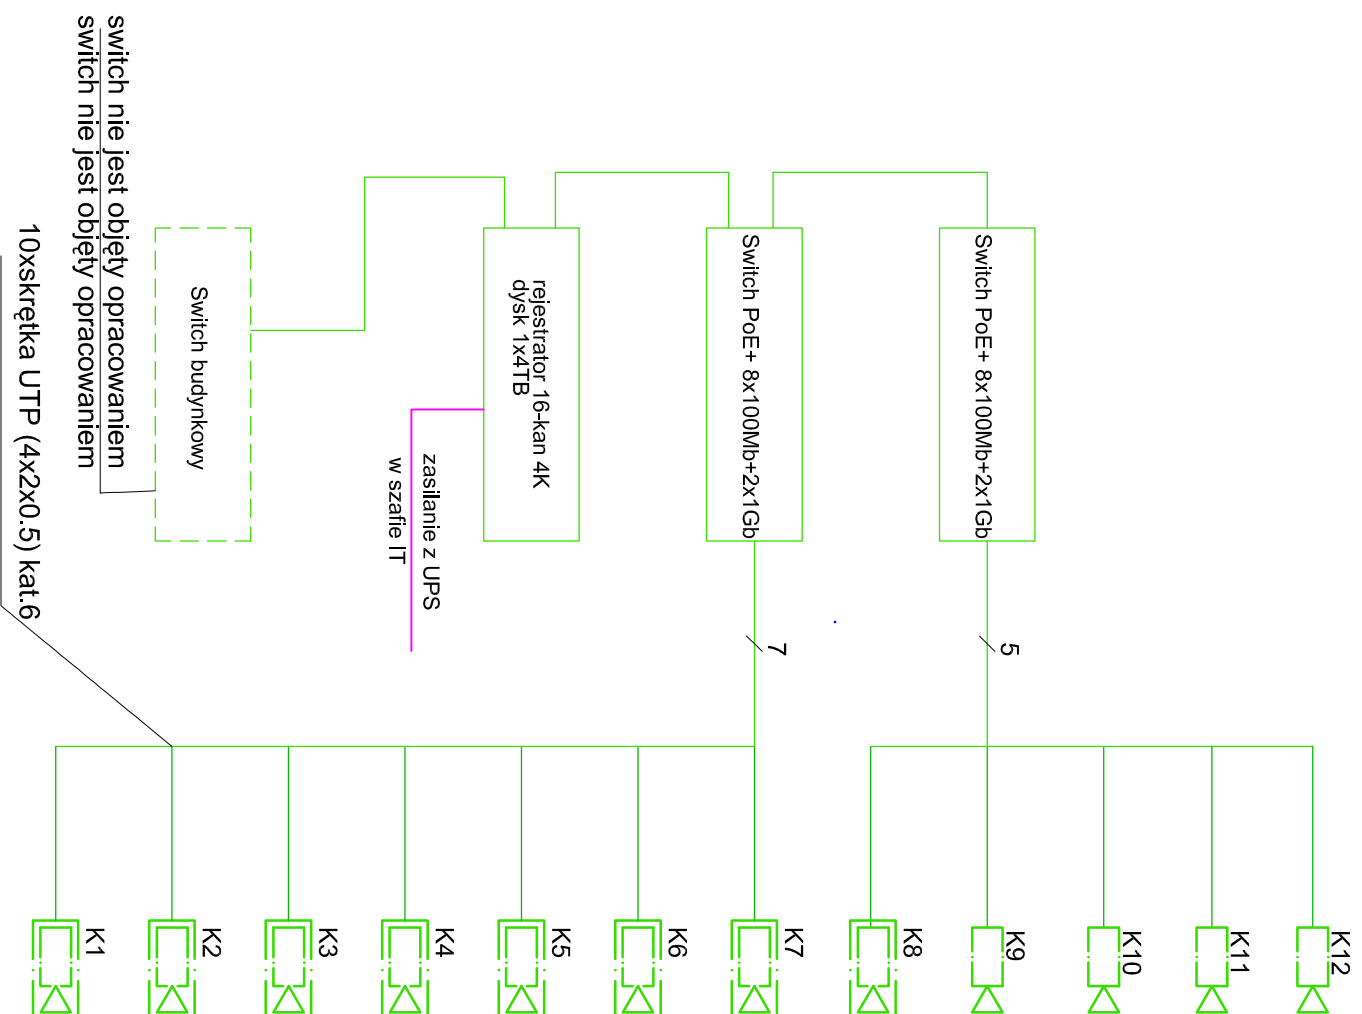 switch nie jest objęty opracowaniem
switch nie jest objęty opracowaniem
10xskrętka UTP (4x2x0.5) kat.6
Switch budynkowy
rejestrator 16-kan 4K
dysk 1x4TB
zasilanie z UPS
w szafie IT
Switch PoE+ 8x100Mb+2x1Gb
Switch PoE+ 8x100Mb+2x1Gb
7
5
K1
K2
K3
K4
K5
K6
K7
K8
K9
K10
K11
K12